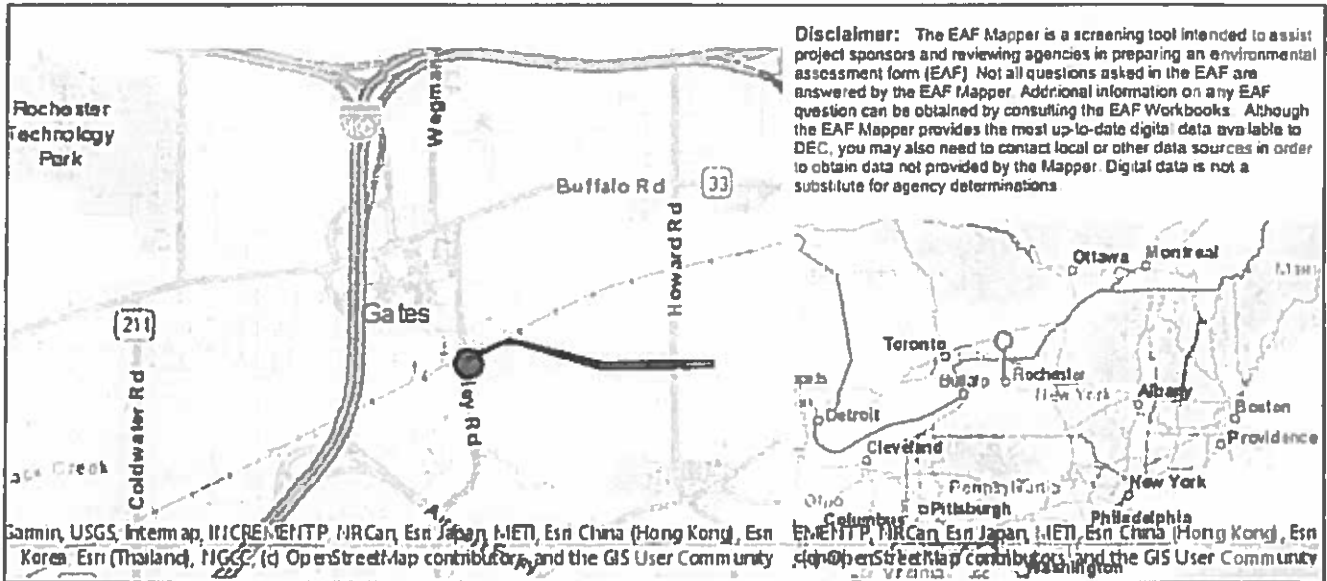 Disclaimer: The EAF Mapper is a screening tool intended to assist
project sponsors and reviewing agencies in preparing an environmental
assessment form (EAF). Not all questions asked in the EAF are
answered by the EAF Mapper. Additional information on any EAF
question can be obtained by consulting the EAF Workbooks. Although
the EAF Mapper provides the most up-to-date digital data available to
DEC, you may also need to contact local or other data sources in order
to obtain data not provided by the Mapper. Digital data is not a
substitute for agency determinations.
Rochester
Technology
Park
Wegman
Buffalo Rd
33
Howard Rd
Gates
211
Coldwater Rd
Creek
ley Rd
Garmin, USGS, Intermap, INCREMENT P, NRCan, Esri Japan, METI, Esri China (Hong Kong), Esri
Korea, Esri (Thailand), NGCC, (c) OpenStreetMap contributors, and the GIS User Community
Ottawa
Montreal
Toronto
Buffalo
Rochester
New York
Albany
Detroit
Boston
Providence
Cleveland
Pennsylvania
New York
Ohio
Columbus
Pittsburgh
Philadelphia
EMENT P, NRCan, Esri Japan, METI, Esri China (Hong Kong), Esri
OpenStreetMap contributors, and the GIS User Community
Washington